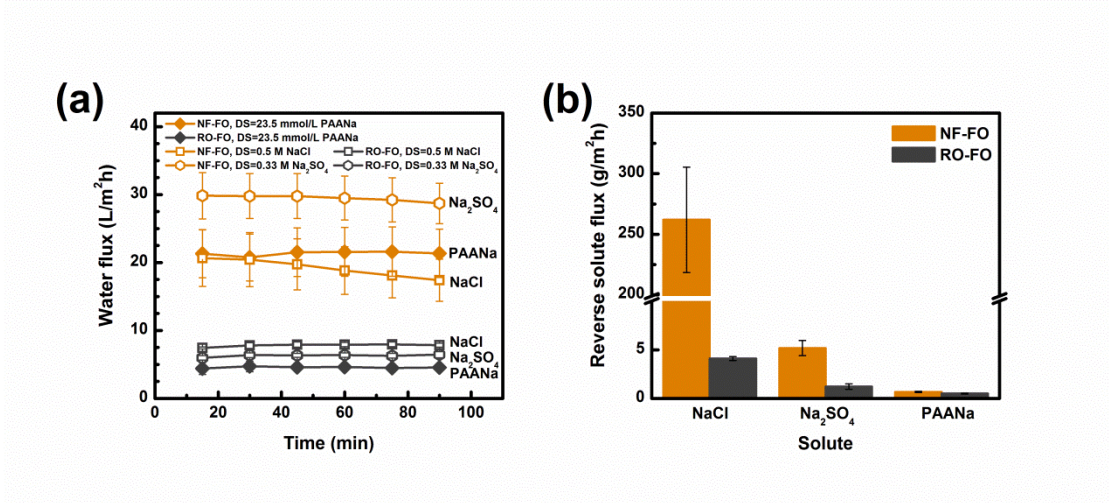 (a)
NF-FO, DS=23.5 mmol/L PAANa
RO-FO, DS=23.5 mmol/L PAANa
NF-FO, DS=0.5 M NaCl RO-FO, DS=0.5 M NaCl
NF-FO, DS=0.33 M Na₂SO₄ RO-FO, DS=0.33 M Na₂SO₄
Water flux (L/m²h)
40
30
20
10
0
Na₂SO₄
PAANa
NaCl
NaCl
Na₂SO₄
PAANa
0 20 40 60 80 100
Time (min)
(b)
NF-FO
RO-FO
Reverse solute flux (g/m²h)
350
300
250
200
5
0
NaCl Na₂SO₄ PAANa
Solute